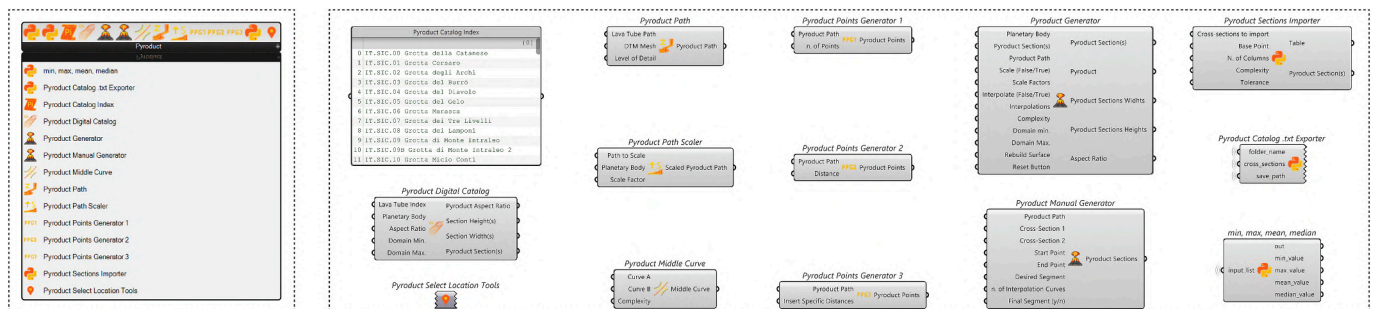 PPG1 PPG2 PPG3
Pyroduct
min, max, mean, median
Pyroduct Catalog .txt Exporter
Pyroduct Catalog Index
Pyroduct Digital Catalog
Pyroduct Generator
Pyroduct Manual Generator
Pyroduct Middle Curve
Pyroduct Path
Pyroduct Path Scaler
PPG1 Pyroduct Points Generator 1
PPG2 Pyroduct Points Generator 2
PPG3 Pyroduct Points Generator 3
Pyroduct Sections Importer
Pyroduct Select Location Tools
Pyroduct Catalog Index
{0}
0 IT.SIC.00 Grotta della Catanese
1 IT.SIC.01 Grotta Corsaro
2 IT.SIC.02 Grotta degli Archi
3 IT.SIC.03 Grotta del Burrò
4 IT.SIC.04 Grotta del Diavolo
5 IT.SIC.05 Grotta del Gelo
6 IT.SIC.06 Grotta Marasca
7 IT.SIC.07 Grotta dei Tre Livelli
8 IT.SIC.08 Grotta dei Lamponi
9 IT.SIC.09 Grotta di Monte Intraleo
10 IT.SIC.09B Grotta di Monte Intraleo 2
11 IT.SIC.10 Grotta Micio Conti
Pyroduct Digital Catalog
Lava Tube Index
Planetary Body
Aspect Ratio
Domain Min.
Domain Max.
Pyroduct Aspect Ratio
Section Height(s)
Section Width(s)
Pyroduct Section(s)
Pyroduct Select Location Tools
Pyroduct Path
Lava Tube Path
DTM Mesh
Level of Detail
Pyroduct Path
Pyroduct Path Scaler
Path to Scale
Planetary Body
Scale Factor
Scaled Pyroduct Path
Pyroduct Middle Curve
Curve A
Curve B
Complexity
Middle Curve
Pyroduct Points Generator 1
Pyroduct Path
n. of Points
PPG1 Pyroduct Points
Pyroduct Points Generator 2
Pyroduct Path
Distance
PPG2 Pyroduct Points
Pyroduct Points Generator 3
Pyroduct Path
Insert Specific Distances
PPG3 Pyroduct Points
Pyroduct Generator
Planetary Body
Pyroduct Section(s)
Pyroduct Path
Scale (False/True)
Scale Factors
Interpolate (False/True)
Interpolations
Complexity
Domain min.
Domain Max.
Rebuild Surface
Reset Button
Pyroduct Section(s)
Pyroduct
Pyroduct Sections Widhts
Pyroduct Sections Heights
Aspect Ratio
Pyroduct Manual Generator
Pyroduct Path
Cross-Section 1
Cross-Section 2
Start Point
End Point
Desired Segment
n. of Interpolation Curves
Final Segment (y/n)
Pyroduct Sections
Pyroduct Sections Importer
Cross-sections to import
Base Point
N. of Columns
Complexity
Tolerance
Table
Pyroduct Section(s)
Pyroduct Catalog .txt Exporter
folder_name
cross_sections
save_path
min, max, mean, median
input_list
out
min_value
max_value
mean_value
median_value